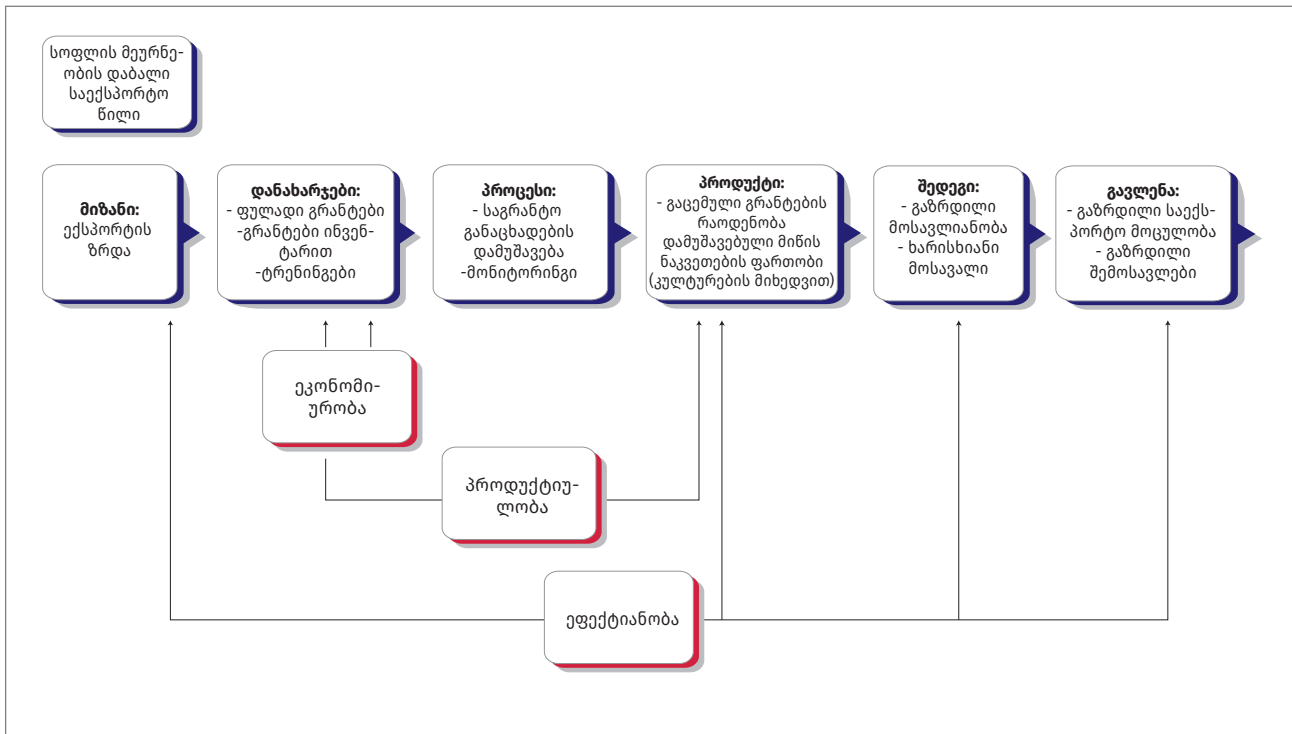 სოფლის მეურნე-
ობის დაბალი
საექსპორტო
წილი
მიზანი:
ექსპორტის
ზრდა
დანახარჯები:
- ფულადი გრანტები
-გრანტები ინვენ-
ტარით
-ტრენინგები
პროცესი:
- საგრანტო
განაცხადების
დამუშავება
-მონიტორინგი
პროდუქტი:
- გაცემული გრანტების
რაოდენობა
დამუშავებული მიწის
ნაკვეთების ფართობი
(კულტურების მიხედვით)
შედეგი:
- გაზრდილი
მოსავლიანობა
- ხარისხიანი
მოსავალი
გავლენა:
- გაზრდილი საექს-
პორტო მოცულობა
- გაზრდილი
შემოსავლები
ეკონომი-
ურობა
პროდუქტიუ-
ლობა
ეფექტიანობა